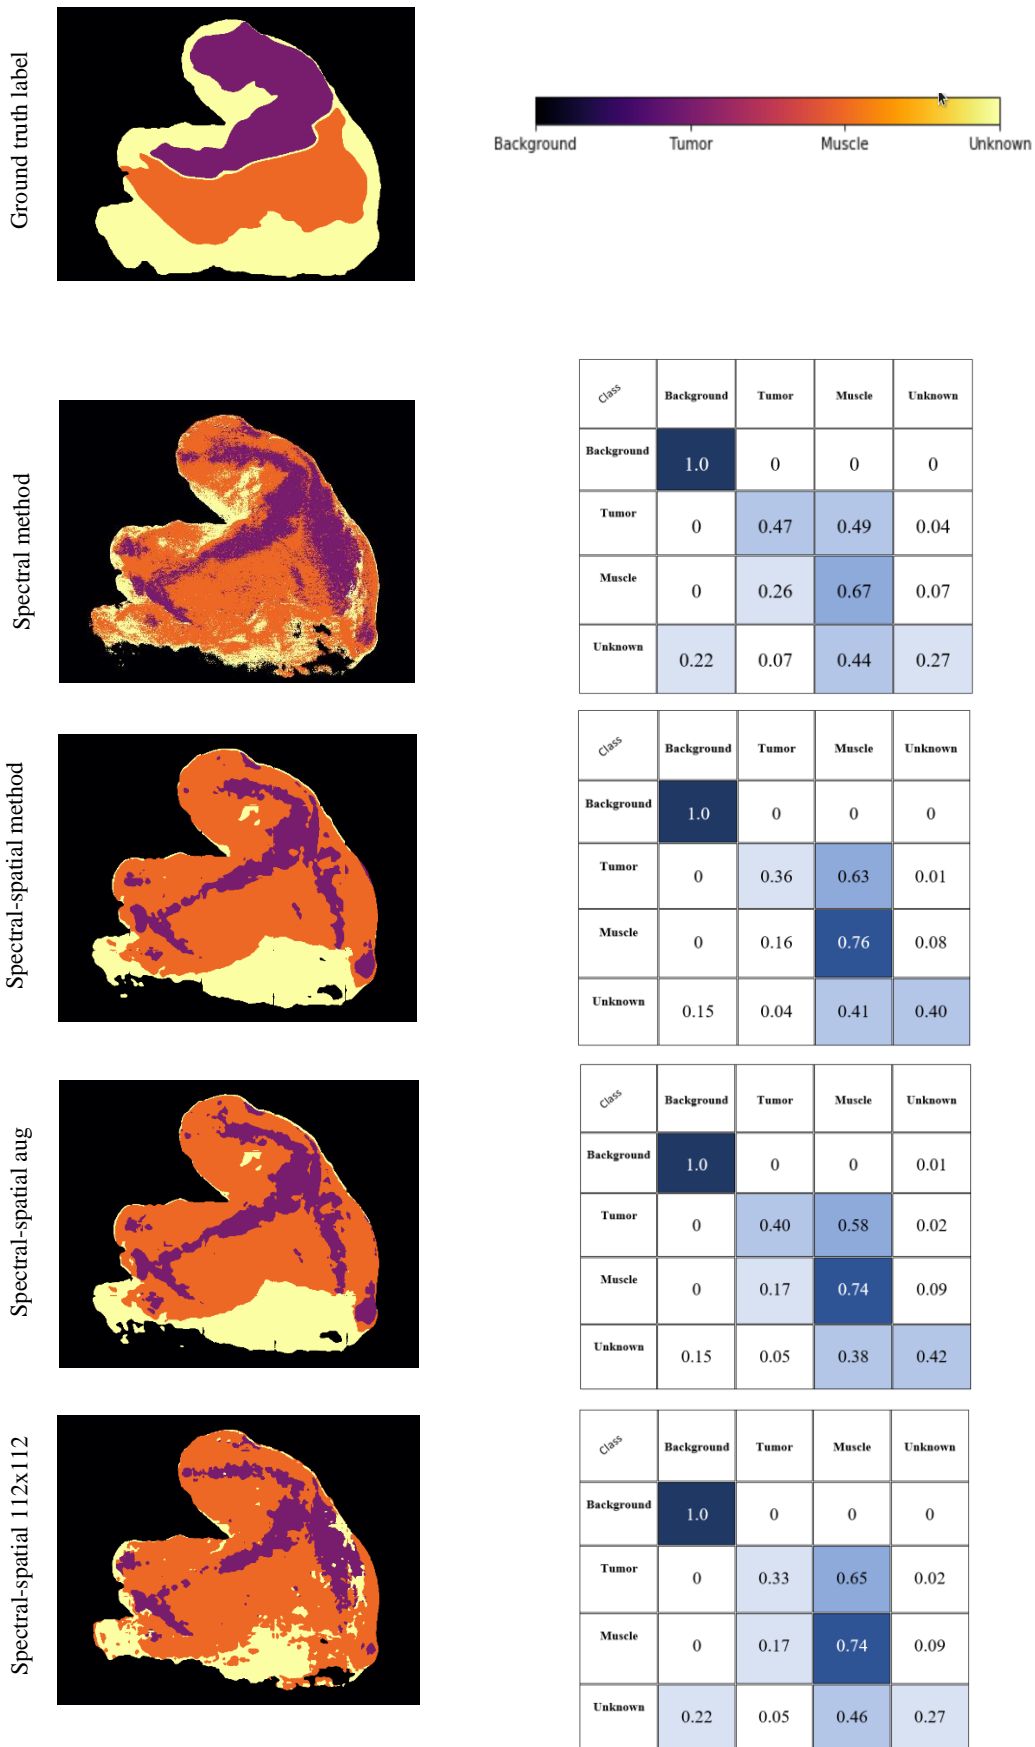 Ground truth label
Background Tumor Muscle Unknown
Spectral method
Class Background Tumor Muscle Unknown
Background 1.0 0 0 0
Tumor 0 0.47 0.49 0.04
Muscle 0 0.26 0.67 0.07
Unknown 0.22 0.07 0.44 0.27
Spectral-spatial method
Class Background Tumor Muscle Unknown
Background 1.0 0 0 0
Tumor 0 0.36 0.63 0.01
Muscle 0 0.16 0.76 0.08
Unknown 0.15 0.04 0.41 0.40
Spectral-spatial aug
Class Background Tumor Muscle Unknown
Background 1.0 0 0 0.01
Tumor 0 0.40 0.58 0.02
Muscle 0 0.17 0.74 0.09
Unknown 0.15 0.05 0.38 0.42
Spectral-spatial 112x112
Class Background Tumor Muscle Unknown
Background 1.0 0 0 0
Tumor 0 0.33 0.65 0.02
Muscle 0 0.17 0.74 0.09
Unknown 0.22 0.05 0.46 0.27